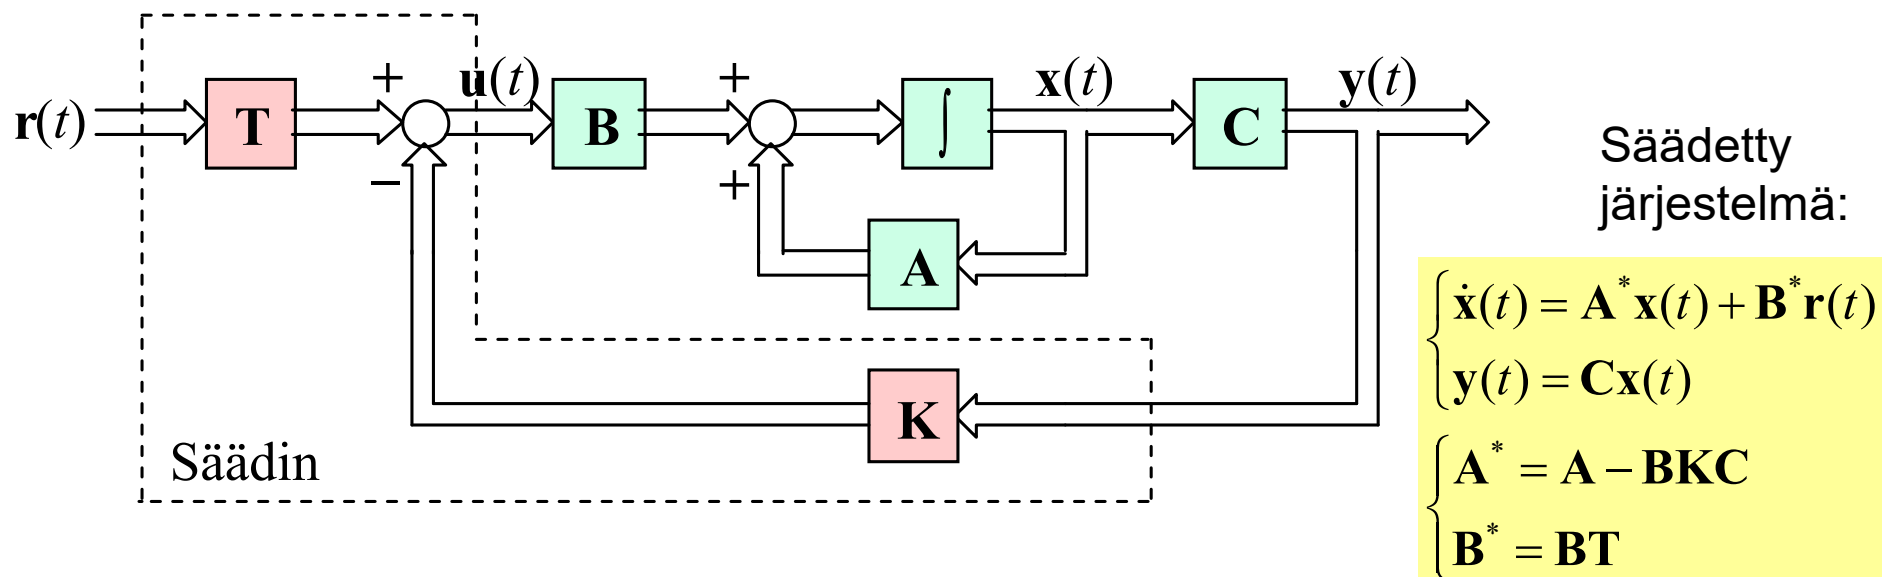 r(t)
T
+
−
u(t)
B
+
+
∫
x(t)
C
y(t)
A
K
Säädin
Säädetty
järjestelmä:
ẋ(t) = A*x(t) + B*r(t)
y(t) = Cx(t)
A* = A − BKC
B* = BT